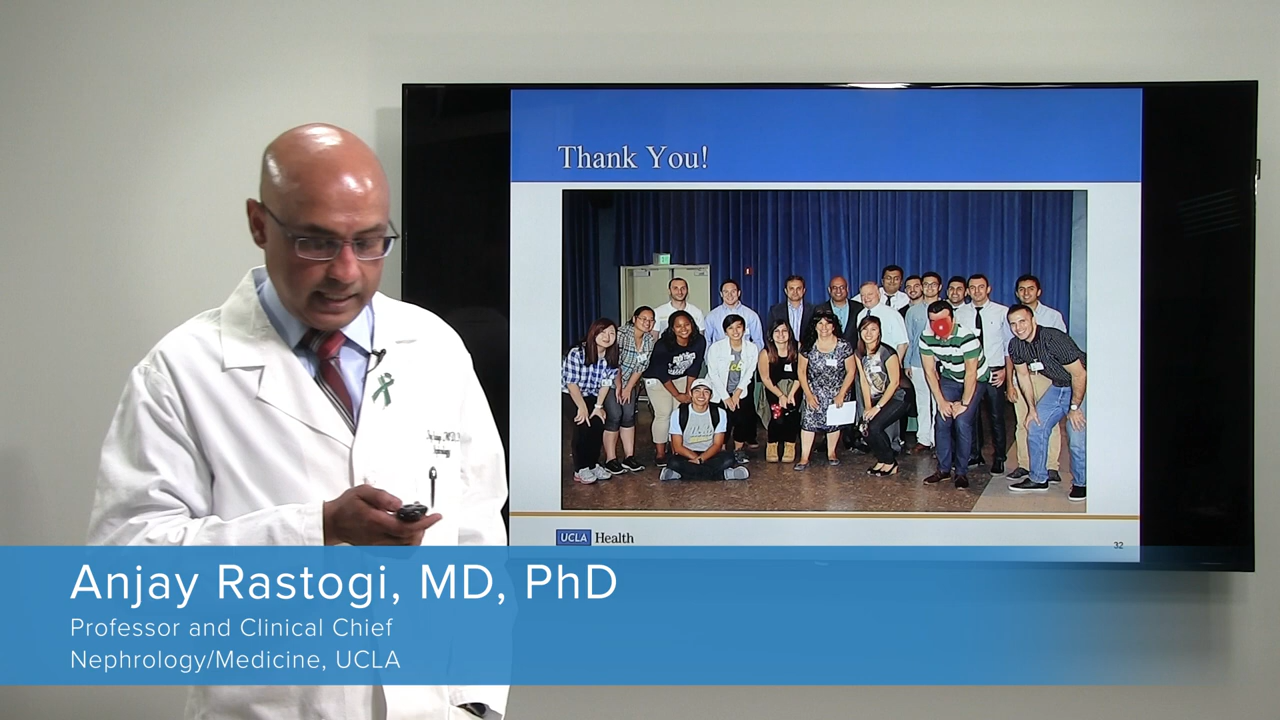 Thank You!
UCLA Health
32
Anjay Rastogi, MD, PhD
Professor and Clinical Chief
Nephrology/Medicine, UCLA